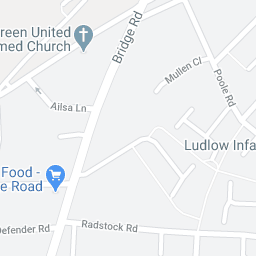 reen United
med Church
Bridge Rd
Mullen Cl
Poole Rd
Ailsa Ln
Ludlow Infa
Food -
e Road
Defender Rd
Radstock Rd